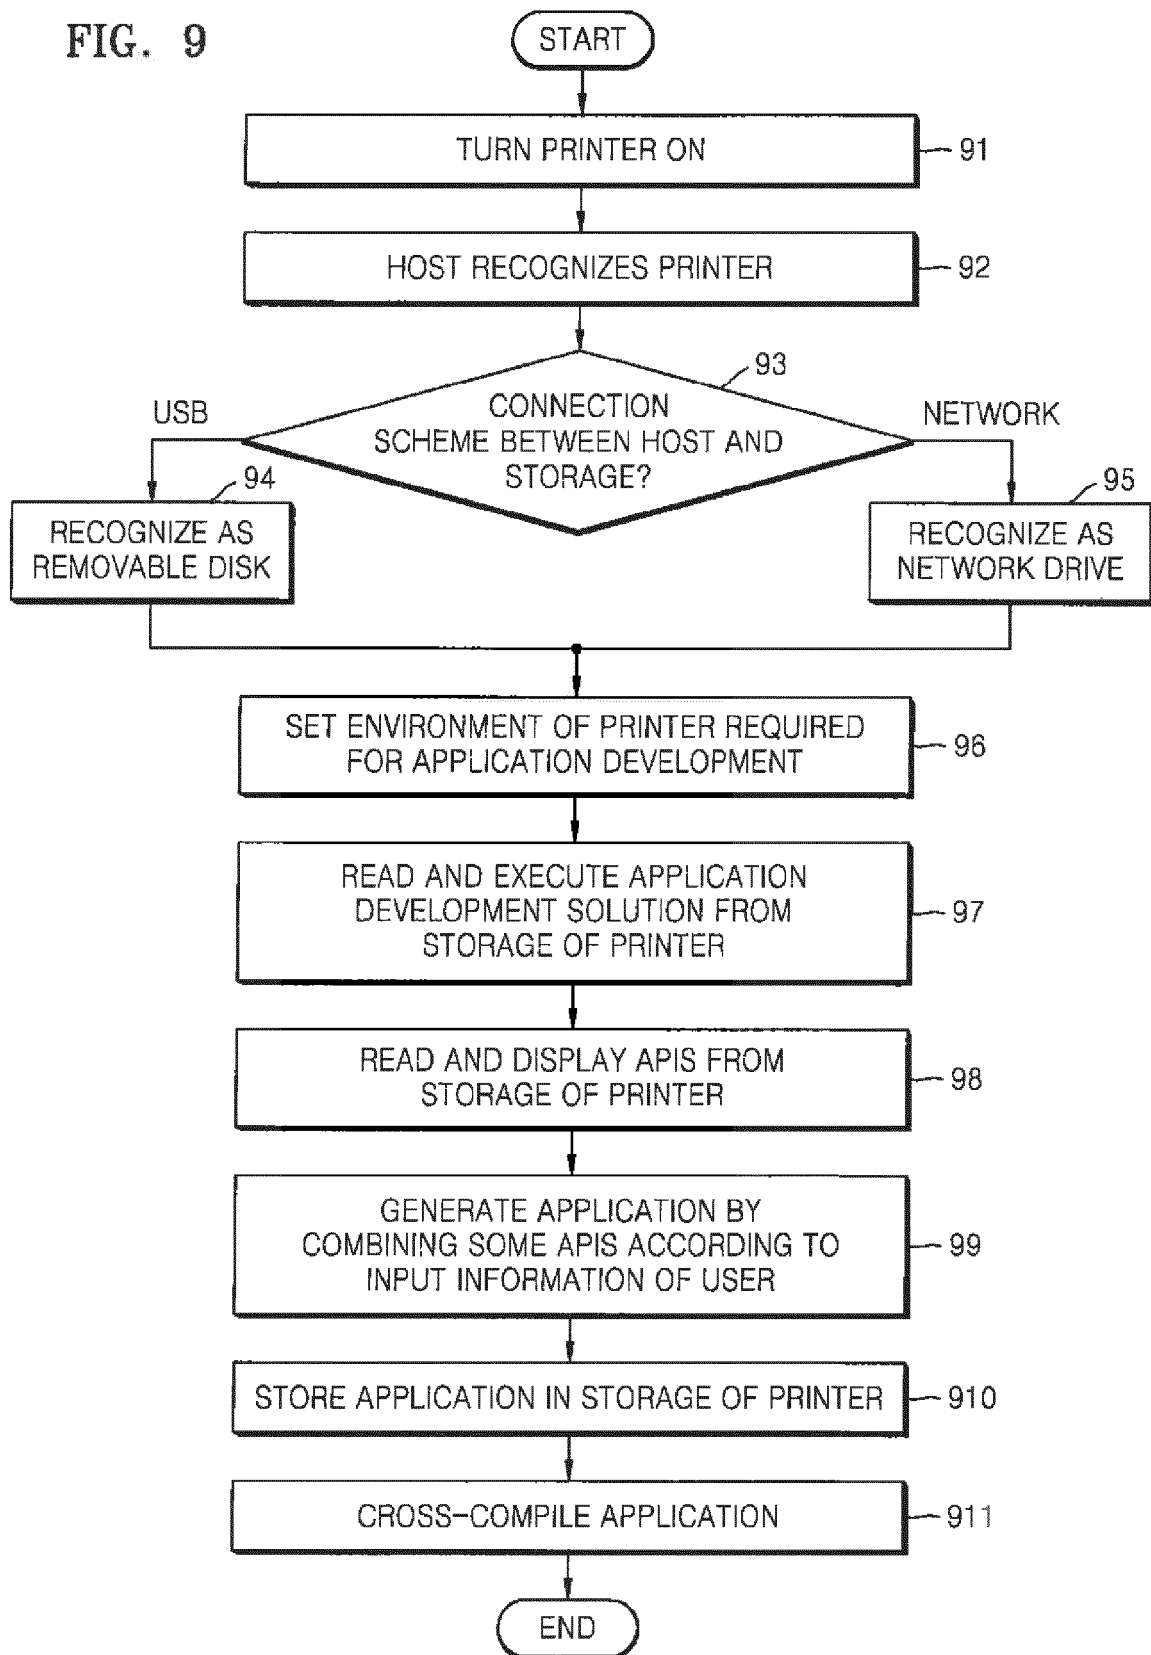 FIG. 9
START
TURN PRINTER ON
91
HOST RECOGNIZES PRINTER
92
93
CONNECTION
SCHEME BETWEEN HOST AND
STORAGE?
USB
NETWORK
94
RECOGNIZE AS
REMOVABLE DISK
95
RECOGNIZE AS
NETWORK DRIVE
SET ENVIRONMENT OF PRINTER REQUIRED
FOR APPLICATION DEVELOPMENT
96
READ AND EXECUTE APPLICATION
DEVELOPMENT SOLUTION FROM
STORAGE OF PRINTER
97
READ AND DISPLAY APIS FROM
STORAGE OF PRINTER
98
GENERATE APPLICATION BY
COMBINING SOME APIS ACCORDING TO
INPUT INFORMATION OF USER
99
STORE APPLICATION IN STORAGE OF PRINTER
910
CROSS-COMPILE APPLICATION
911
END